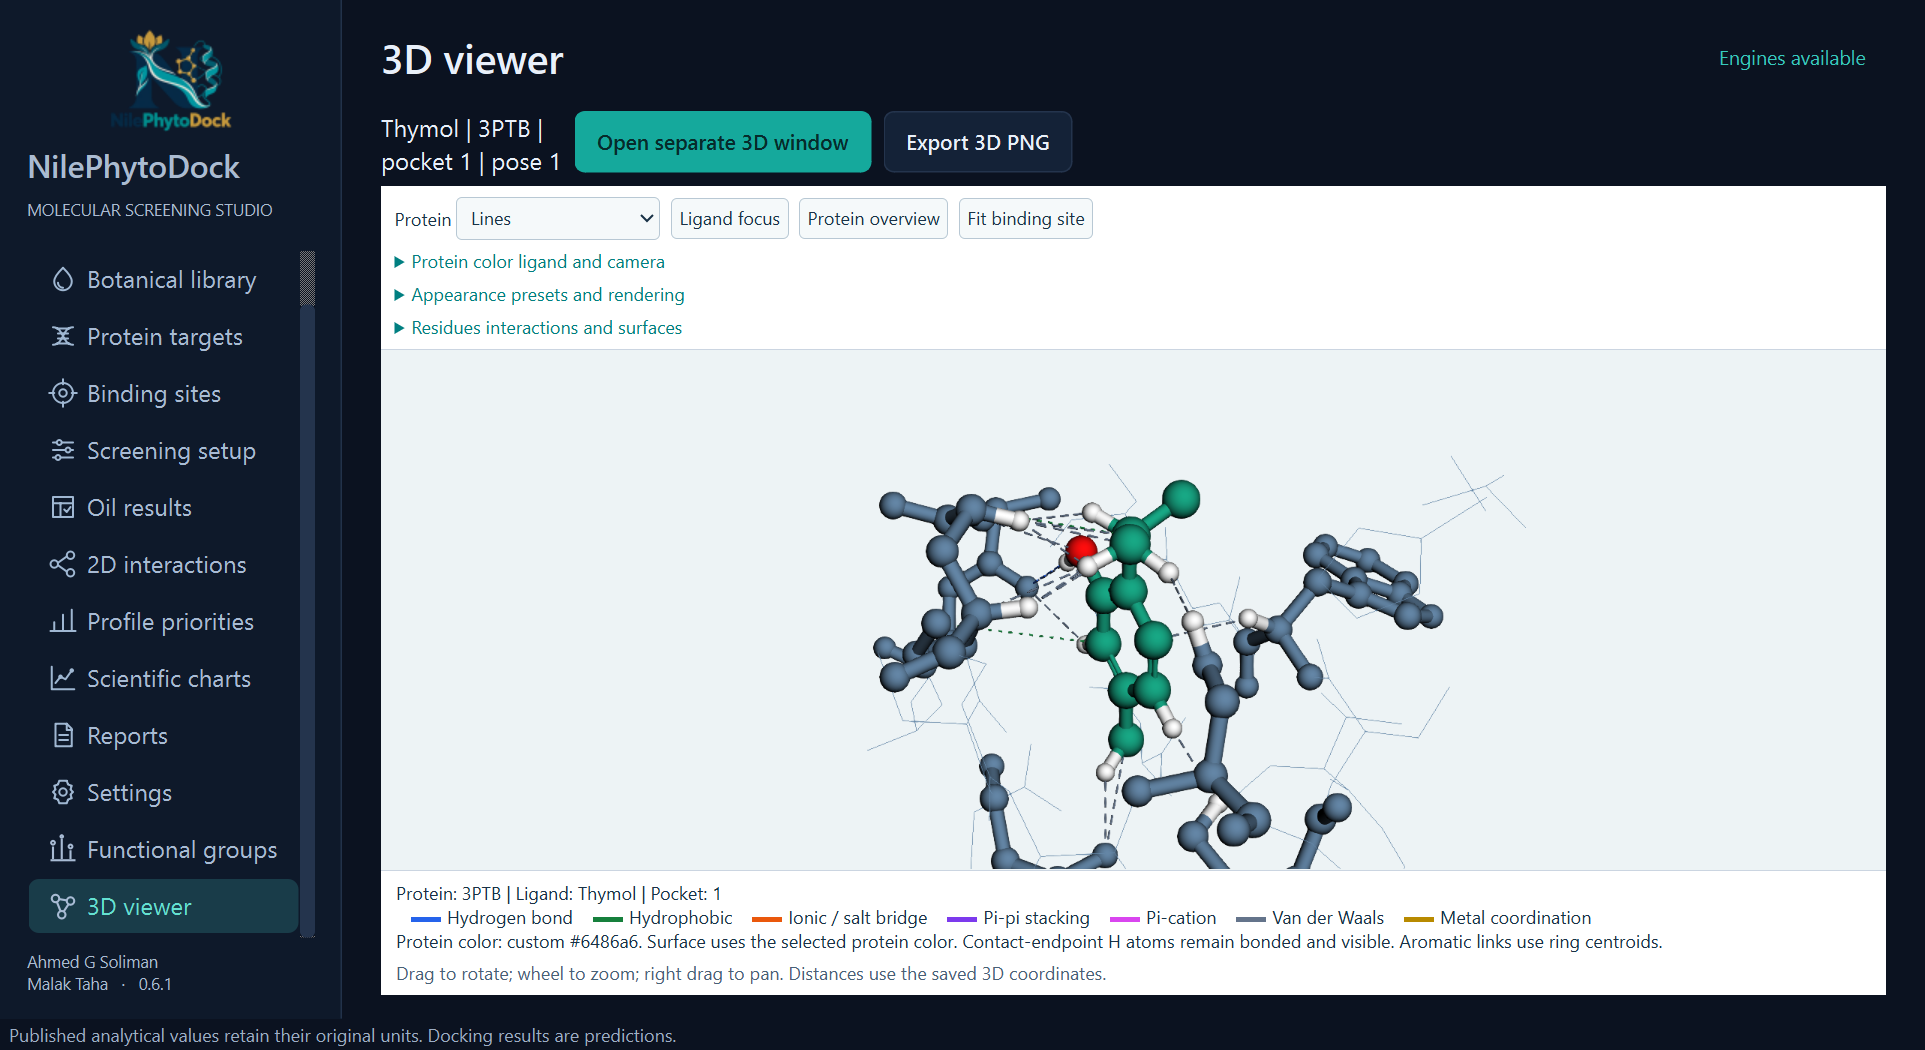 NilePhytoDock
NilePhytoDock
MOLECULAR SCREENING STUDIO
Botanical library
Protein targets
Binding sites
Screening setup
Oil results
2D interactions
Profile priorities
Scientific charts
Reports
Settings
Functional groups
3D viewer
Ahmed G Soliman
Malak Taha · 0.6.1
3D viewer
Engines available
Thymol | 3PTB |
pocket 1 | pose 1
Open separate 3D window
Export 3D PNG
Protein Lines Ligand focus Protein overview Fit binding site
▶ Protein color ligand and camera
▶ Appearance presets and rendering
▶ Residues interactions and surfaces
Protein: 3PTB | Ligand: Thymol | Pocket: 1
Hydrogen bond Hydrophobic Ionic / salt bridge Pi-pi stacking Pi-cation Van der Waals Metal coordination
Protein color: custom #6486a6. Surface uses the selected protein color. Contact-endpoint H atoms remain bonded and visible. Aromatic links use ring centroids.
Drag to rotate; wheel to zoom; right drag to pan. Distances use the saved 3D coordinates.
Published analytical values retain their original units. Docking results are predictions.